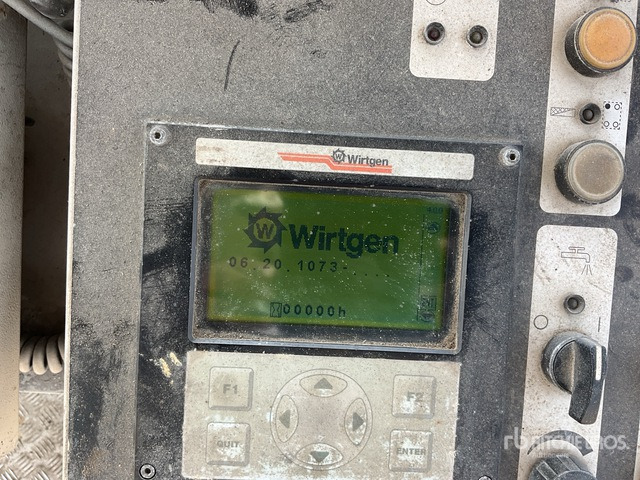 Wirtgen
W Wirtgen
06.20.1073-....
00000h
F1
F2
QUIT
ENTER